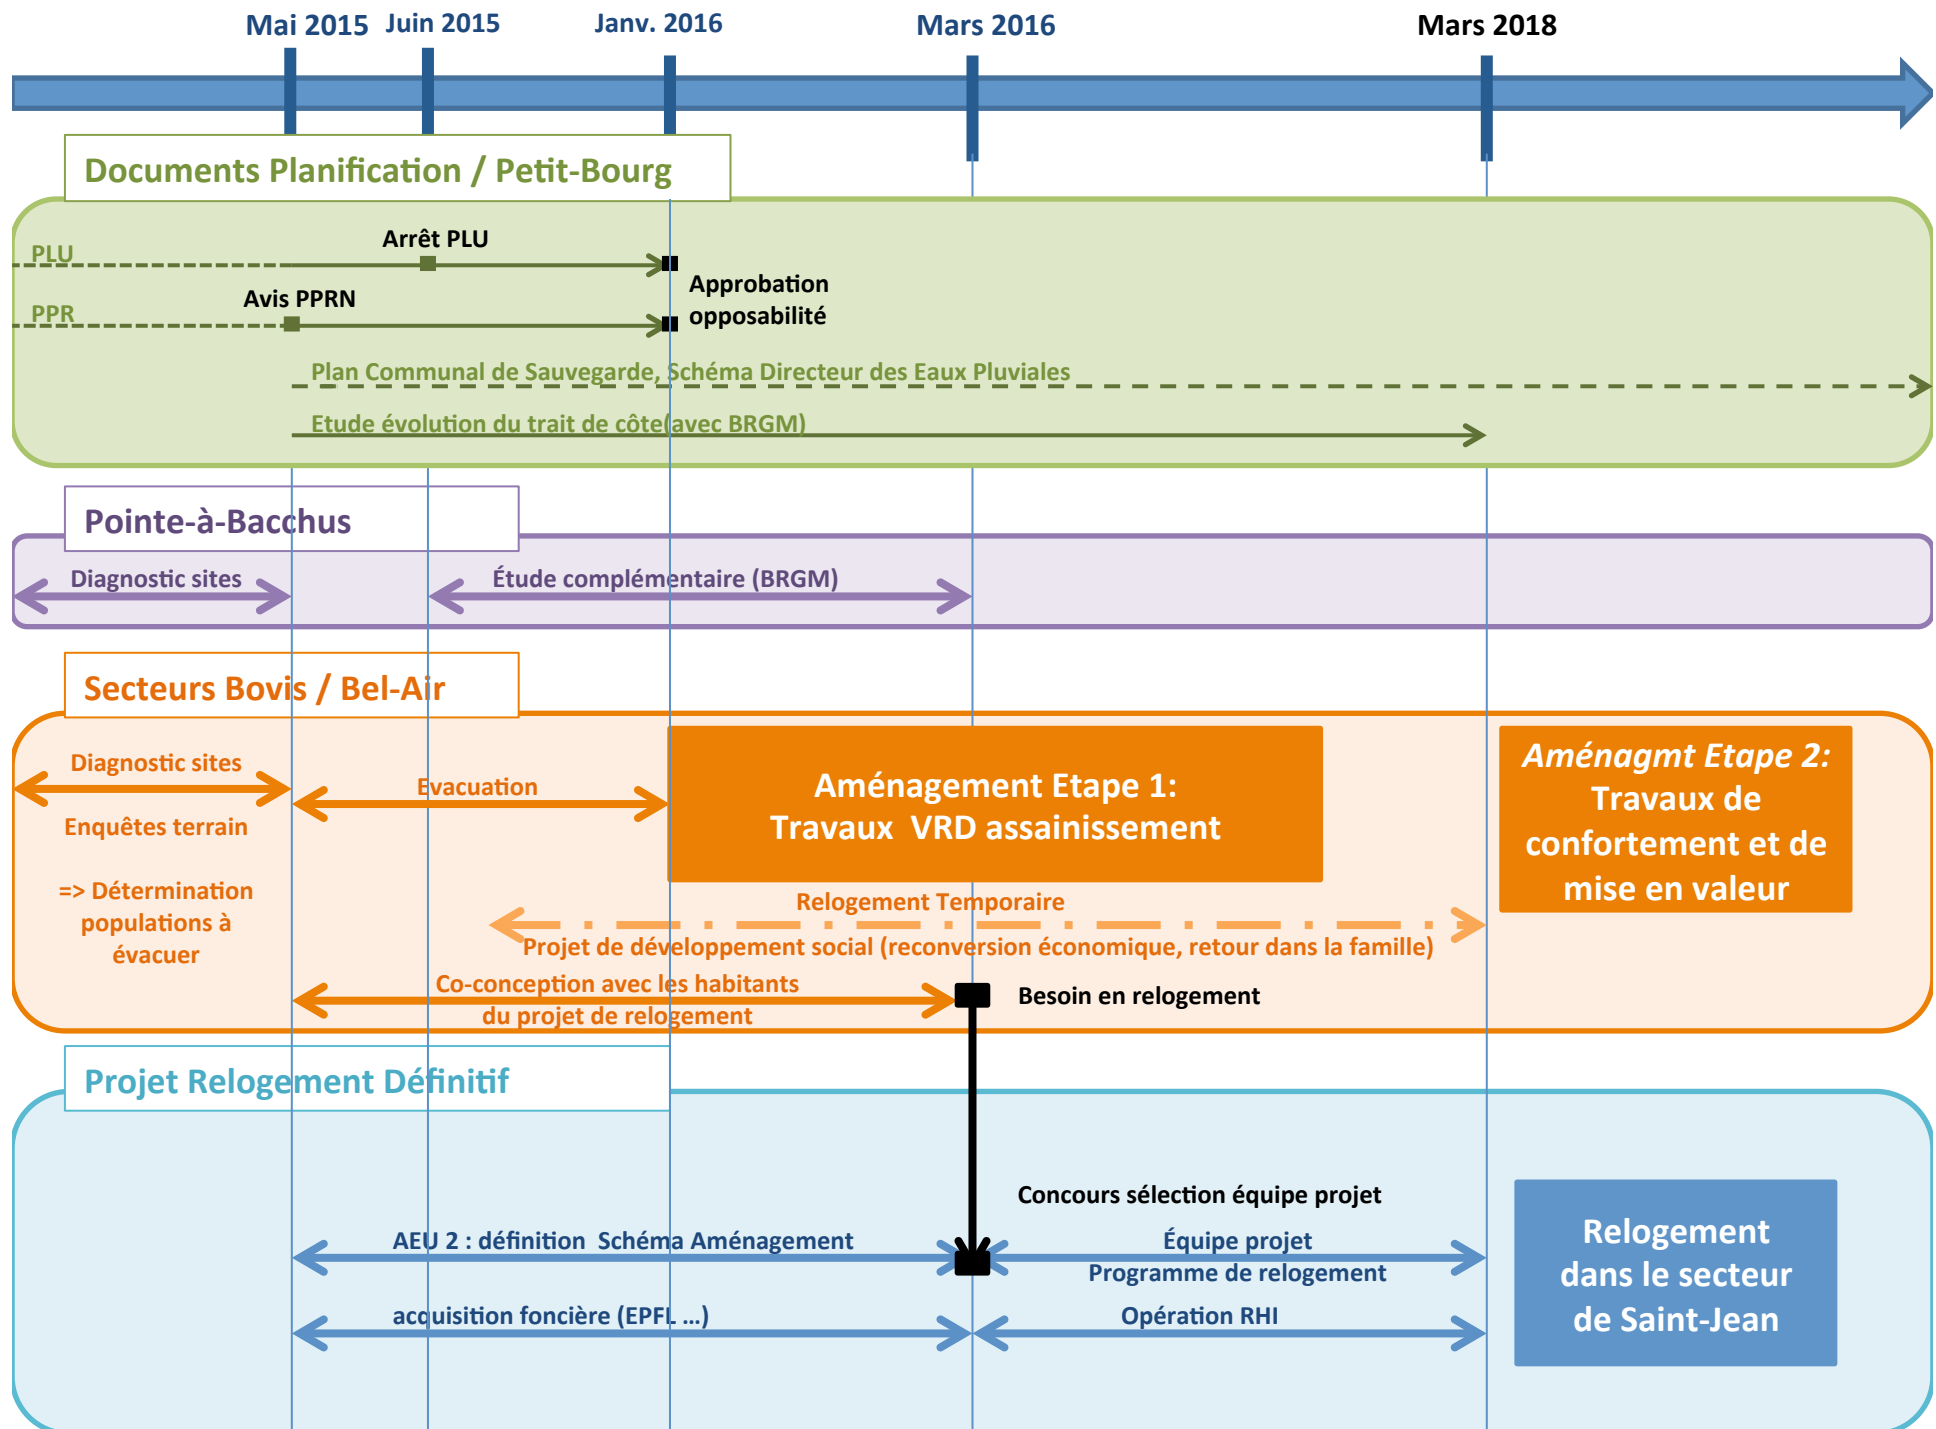 Mai 2015
Juin 2015
Janv. 2016
Mars 2016
Mars 2018
Documents Planification / Petit-Bourg
Arrêt PLU
PLU
Avis PPRN
PPR
Approbation
opposabilité
Plan Communal de Sauvegarde, Schéma Directeur des Eaux Pluviales
Etude évolution du trait de côte(avec BRGM)
Pointe-à-Bacchus
Diagnostic sites
Étude complémentaire (BRGM)
Secteurs Bovis / Bel-Air
Diagnostic sites
Enquêtes terrain
=> Détermination
populations à
évacuer
Evacuation
Aménagement Etape 1:
Travaux  VRD assainissement
Aménagmt Etape 2:
Travaux de
confortement et de
mise en valeur
Relogement Temporaire
Projet de développement social (reconversion économique, retour dans la famille)
Co-conception avec les habitants
du projet de relogement
Besoin en relogement
Projet Relogement Définitif
Concours sélection équipe projet
AEU 2 : définition  Schéma Aménagement
Équipe projet
Programme de relogement
acquisition foncière (EPFL ...)
Opération RHI
Relogement
dans le secteur
de Saint-Jean